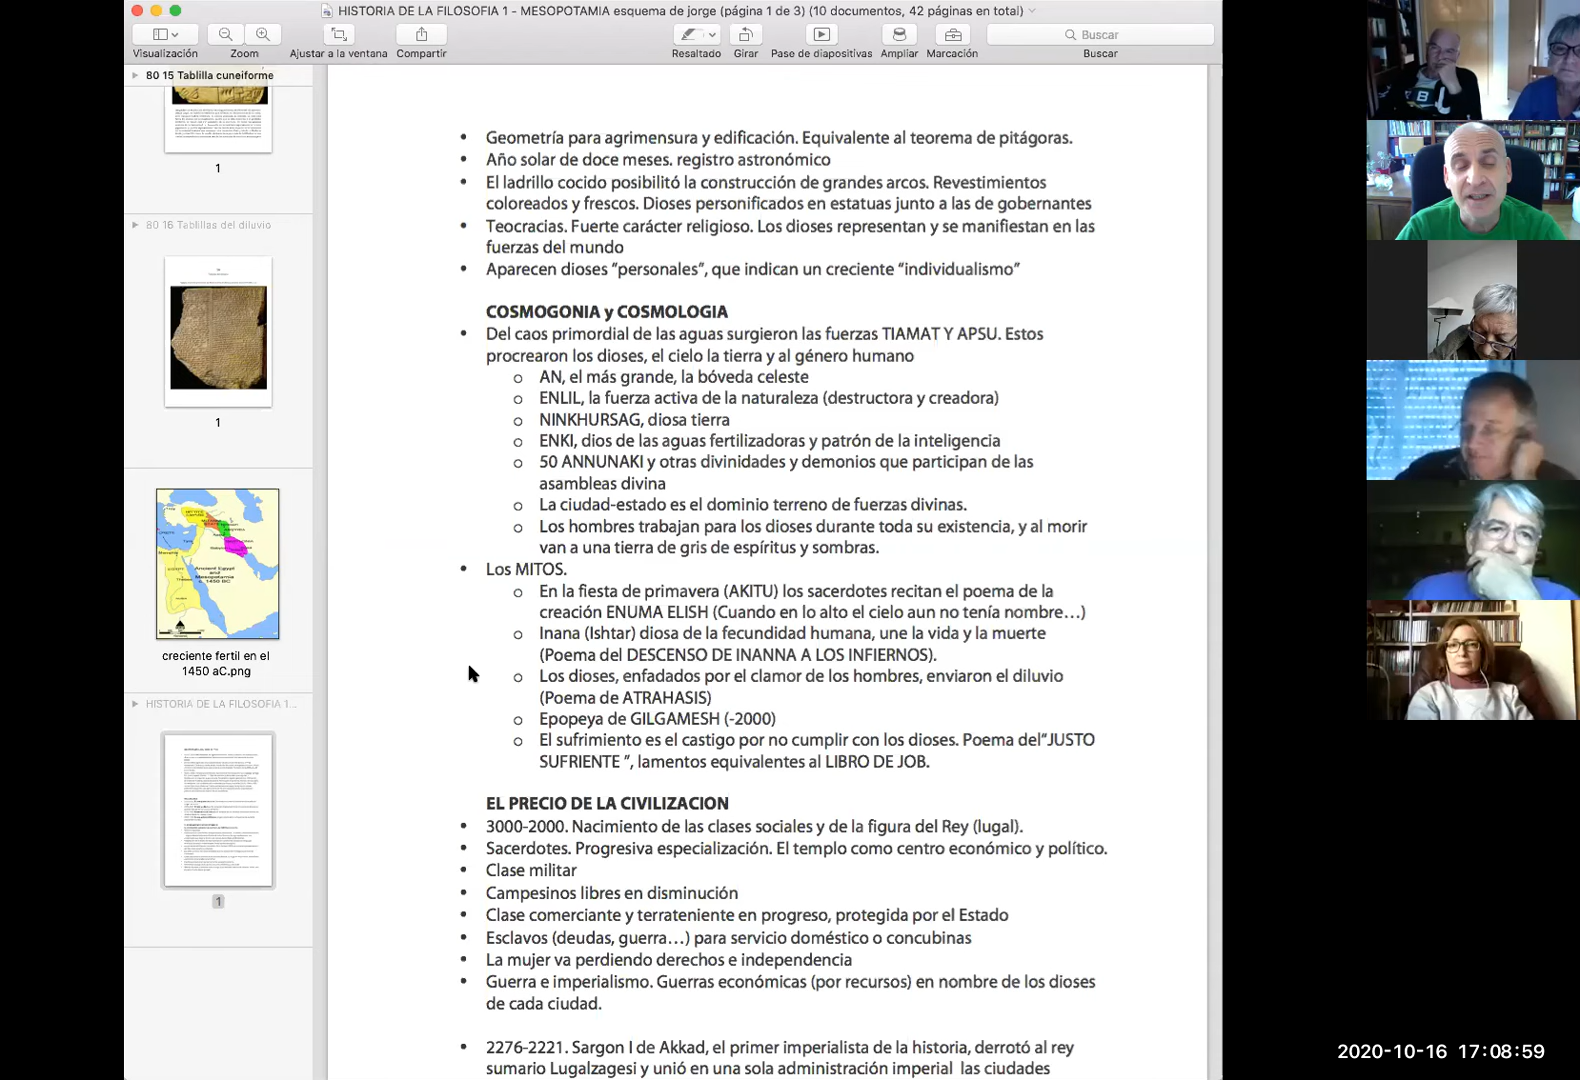 HISTORIA DE LA FILOSOFIA 1 - MESOPOTAMIA esquema de jorge (página 1 de 3) (10 documentos, 42 páginas en total)
Buscar
Visualización Zoom Ajustar a la ventana Compartir Resaltado Girar Pase de diapositivas Ampliar Marcación Buscar
80 15 Tablilla cuneiforme
1
80 16 Tablillas del diluvio
1
Ancient Egypt
and
Mesopotamia
c. 1450 BC
creciente fertil en el
1450 aC.png
HISTORIA DE LA FILOSOFIA 1...
1
• Geometría para agrimensura y edificación. Equivalente al teorema de pitágoras.
• Año solar de doce meses. registro astronómico
• El ladrillo cocido posibilitó la construcción de grandes arcos. Revestimientos
coloreados y frescos. Dioses personificados en estatuas junto a las de gobernantes
• Teocracias. Fuerte carácter religioso. Los dioses representan y se manifiestan en las
fuerzas del mundo
• Aparecen dioses “personales”, que indican un creciente “individualismo”
COSMOGONIA y COSMOLOGIA
• Del caos primordial de las aguas surgieron las fuerzas TIAMAT Y APSU. Estos
procrearon los dioses, el cielo la tierra y al género humano
o AN, el más grande, la bóveda celeste
o ENLIL, la fuerza activa de la naturaleza (destructora y creadora)
o NINKHURSAG, diosa tierra
o ENKI, dios de las aguas fertilizadoras y patrón de la inteligencia
o 50 ANNUNAKI y otras divinidades y demonios que participan de las
asambleas divina
o La ciudad-estado es el dominio terreno de fuerzas divinas.
o Los hombres trabajan para los dioses durante toda su existencia, y al morir
van a una tierra de gris de espíritus y sombras.
• Los MITOS.
o En la fiesta de primavera (AKITU) los sacerdotes recitan el poema de la
creación ENUMA ELISH (Cuando en lo alto el cielo aun no tenía nombre…)
o Inana (Ishtar) diosa de la fecundidad humana, une la vida y la muerte
(Poema del DESCENSO DE INANNA A LOS INFIERNOS).
o Los dioses, enfadados por el clamor de los hombres, enviaron el diluvio
(Poema de ATRAHASIS)
o Epopeya de GILGAMESH (-2000)
o El sufrimiento es el castigo por no cumplir con los dioses. Poema del“JUSTO
SUFRIENTE ”, lamentos equivalentes al LIBRO DE JOB.
EL PRECIO DE LA CIVILIZACION
• 3000-2000. Nacimiento de las clases sociales y de la figura del Rey (lugal).
• Sacerdotes. Progresiva especialización. El templo como centro económico y político.
• Clase militar
• Campesinos libres en disminución
• Clase comerciante y terrateniente en progreso, protegida por el Estado
• Esclavos (deudas, guerra…) para servicio doméstico o concubinas
• La mujer va perdiendo derechos e independencia
• Guerra e imperialismo. Guerras económicas (por recursos) en nombre de los dioses
de cada ciudad.
• 2276-2221. Sargon I de Akkad, el primer imperialista de la historia, derrotó al rey
sumario Lugalzagesi y unió en una sola administración imperial las ciudades
2020-10-16 17:08:59